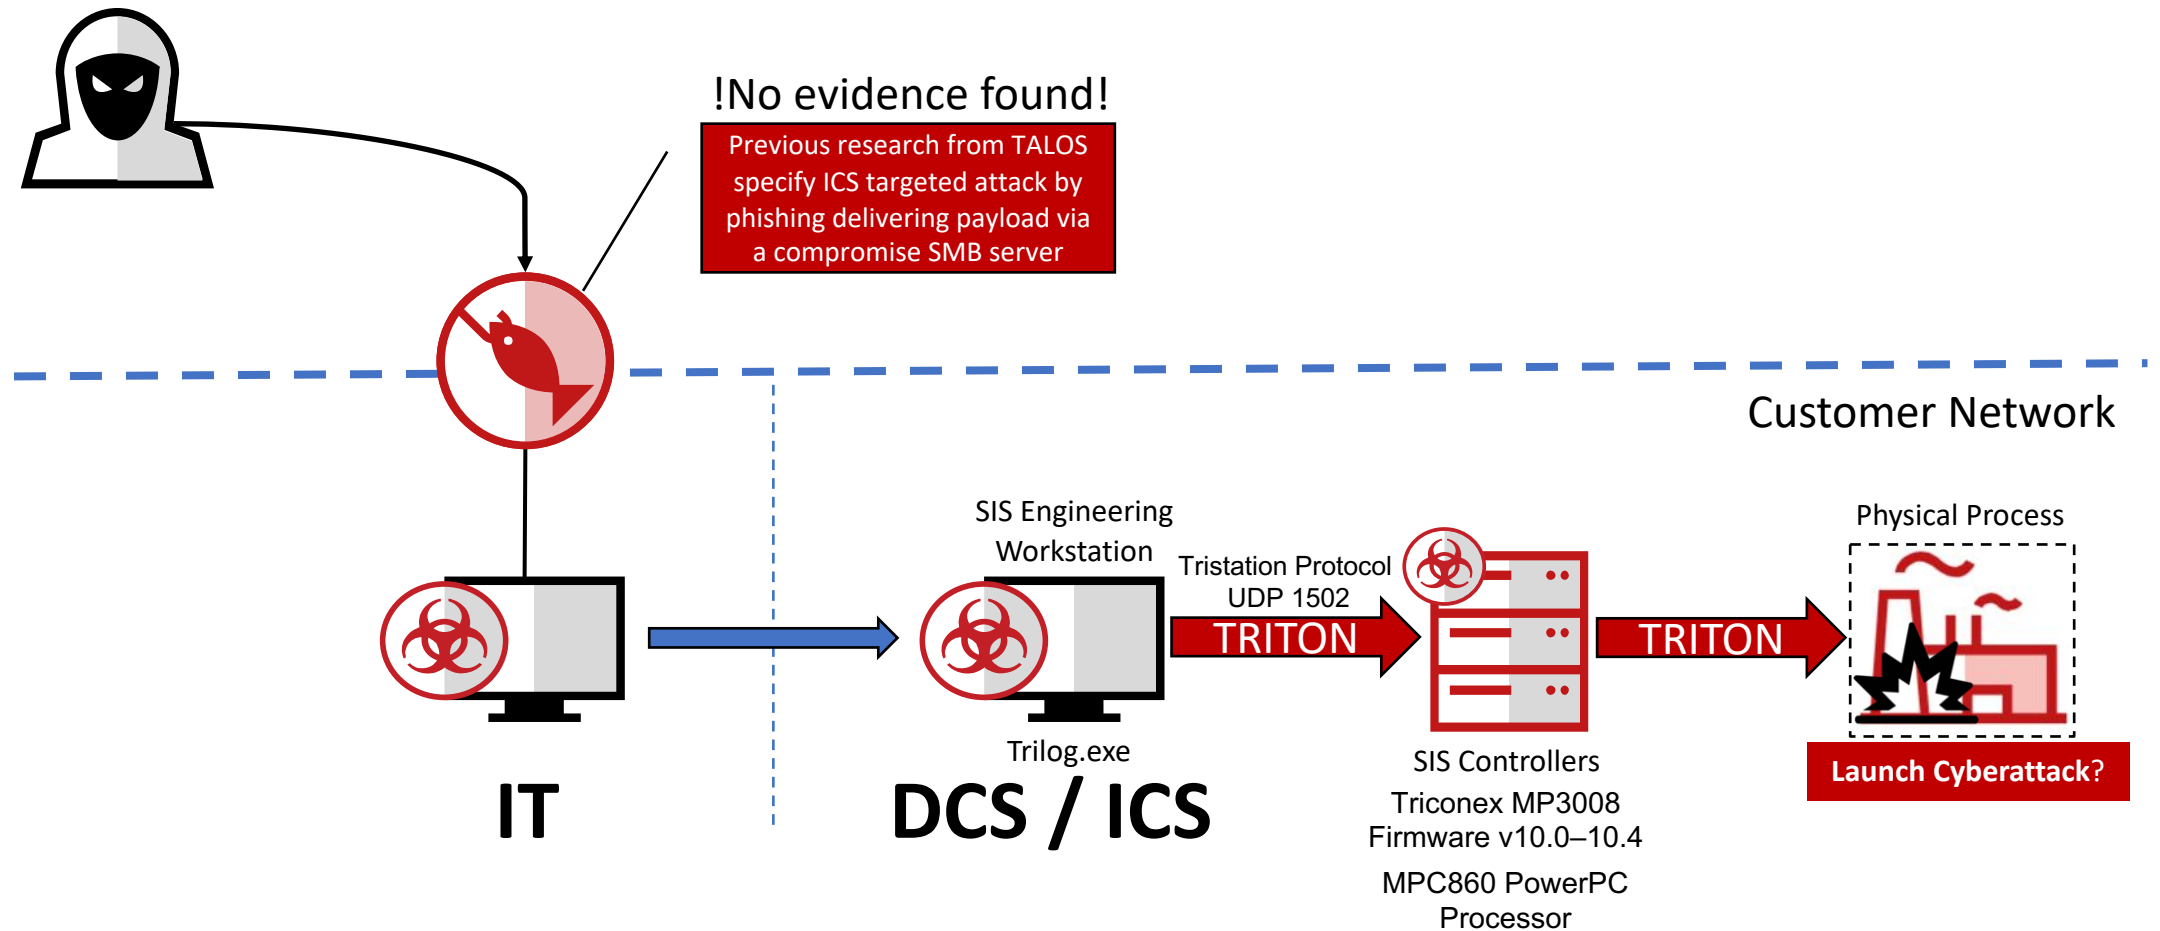 !No evidence found!
Previous research from TALOS
specify ICS targeted attack by
phishing delivering payload via
a compromise SMB server
Customer Network
SIS Engineering
Workstation
Tristation Protocol
UDP 1502
TRITON
TRITON
Physical Process
Trilog.exe
SIS Controllers
Triconex MP3008
Firmware v10.0–10.4
MPC860 PowerPC
Processor
Launch Cyberattack?
IT
DCS / ICS